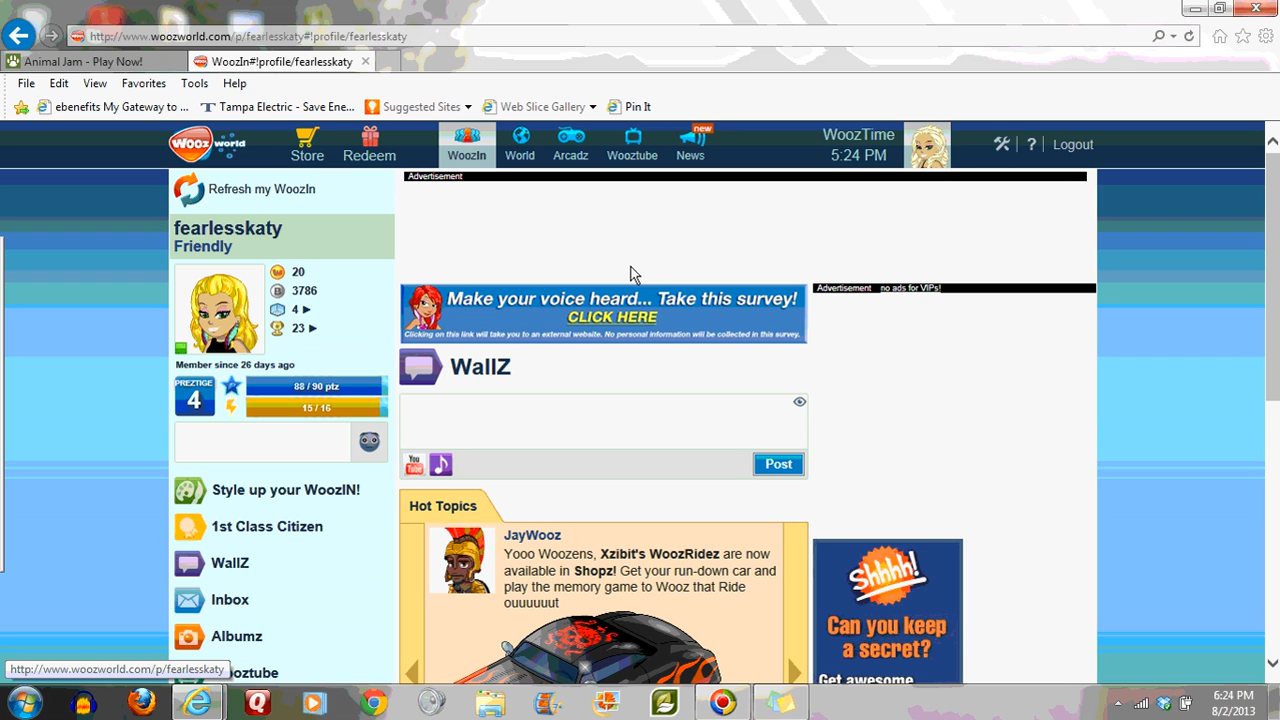 http://www.woozworld.com/p/fearlesskaty#!profile/fearlesskaty
Animal Jam - Play Now!
WoozIn#!profile/fearlesskaty
File Edit View Favorites Tools Help
ebenefits My Gateway to ...
Tampa Electric - Save Ene...
Suggested Sites
Web Slice Gallery
Pin It
Wooz world
Store
Redeem
WoozIn
World
Arcadz
Wooztube
new
News
WoozTime
5:24 PM
?
Logout
Refresh my WoozIn
Advertisement
fearlesskaty
Friendly
20
3786
4
23
Member since 26 days ago
PREZTIGE
4
88 / 90 ptz
15 / 16
Make your voice heard... Take this survey!
CLICK HERE
Clicking on this link will take you to an external website. No personal information will be collected in this survey.
Advertisement no ads for VIPs!
WallZ
You
Tube
Post
Style up your WoozIN!
1st Class Citizen
WallZ
Inbox
Albumz
oztube
Hot Topics
JayWooz
Yooo Woozens, Xzibit's WoozRidez are now
available in Shopz! Get your run-down car and
play the memory game to Wooz that Ride
ouuuuuut
Shhhh!
Can you keep
a secret?
Get awesome
http://www.woozworld.com/p/fearlesskaty
6:24 PM
8/2/2013